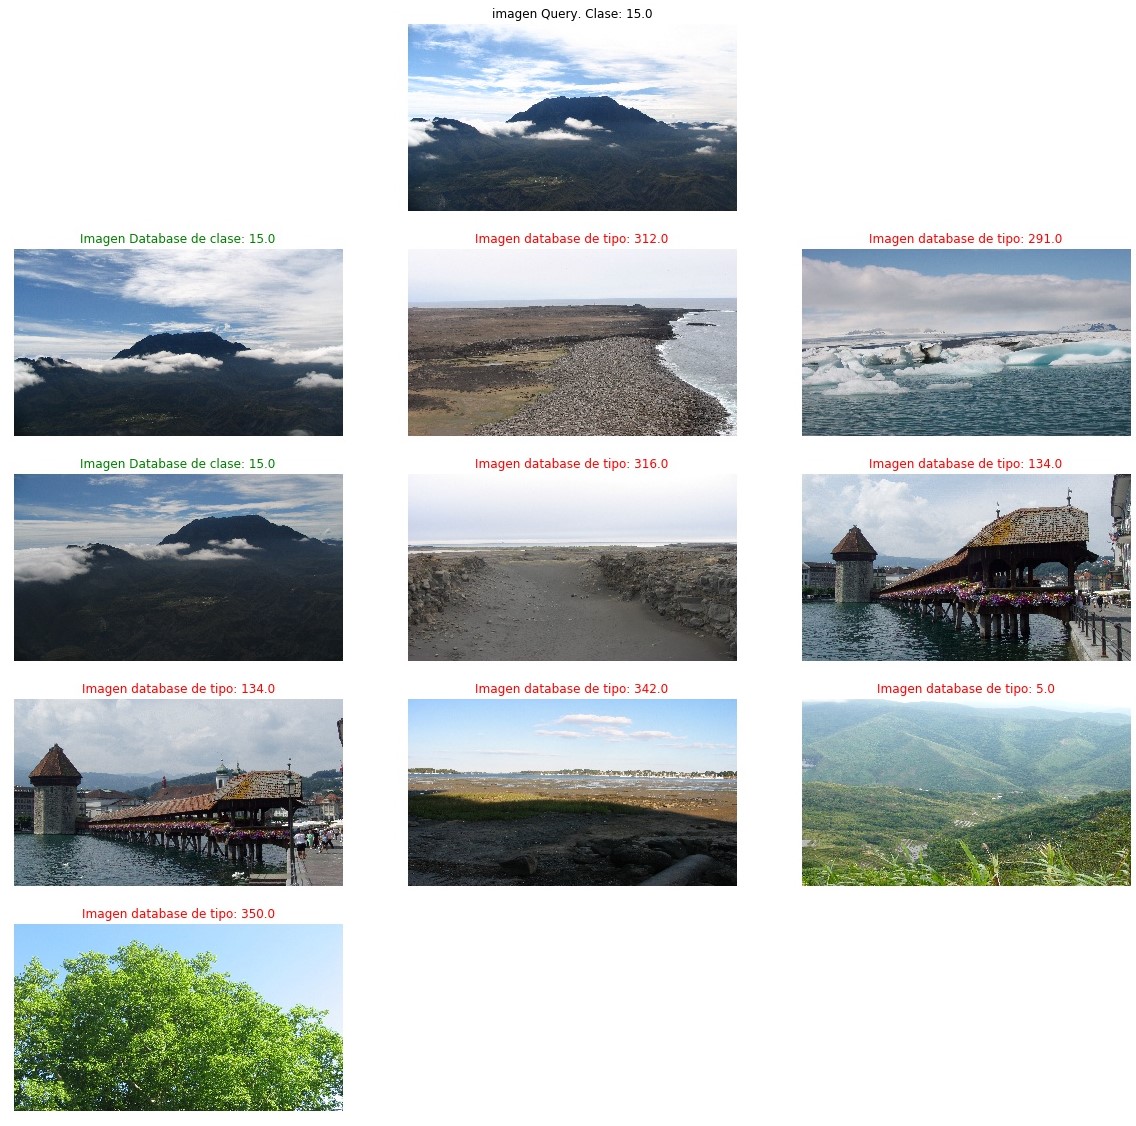 imagen Query. Clase: 15.0
Imagen Database de clase: 15.0
Imagen database de tipo: 312.0
Imagen database de tipo: 291.0
Imagen Database de clase: 15.0
Imagen database de tipo: 316.0
Imagen database de tipo: 134.0
Imagen database de tipo: 134.0
Imagen database de tipo: 342.0
Imagen database de tipo: 5.0
Imagen database de tipo: 350.0